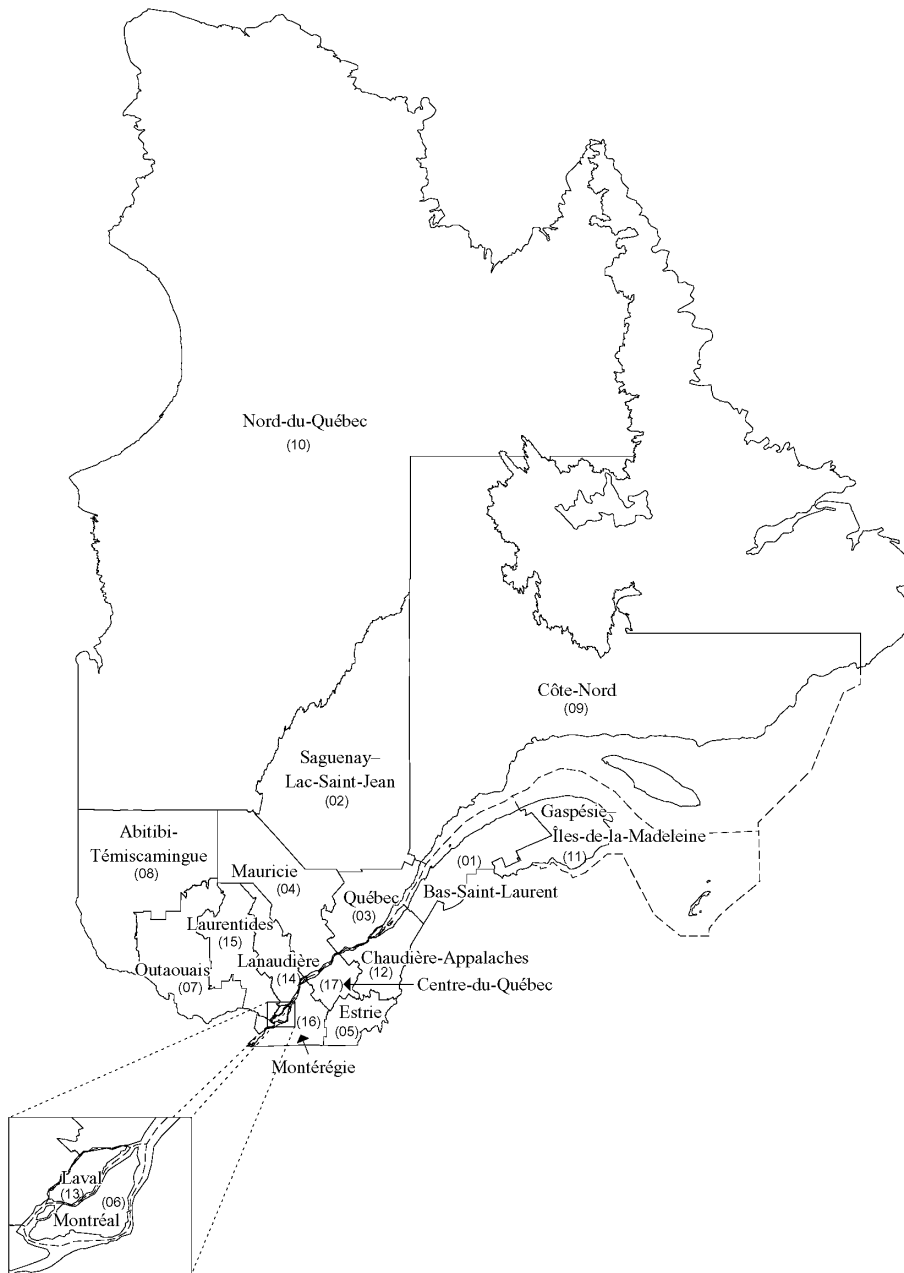 Nord-du-Québec
(10)
Côte-Nord
(09)
Saguenay–
Lac-Saint-Jean
(02)
Gaspésie–
Îles-de-la-Madeleine
(11)
Abitibi-
Témiscamingue
(08)
Mauricie
(04)
(01)
Bas-Saint-Laurent
Québec
(03)
Laurentides
(15)
Lanaudière
(14)
Chaudière-Appalaches
(12)
Outaouais
(07)
(17)
Centre-du-Québec
Estrie
(05)
(16)
Montérégie
Laval
(13)
(06)
Montréal